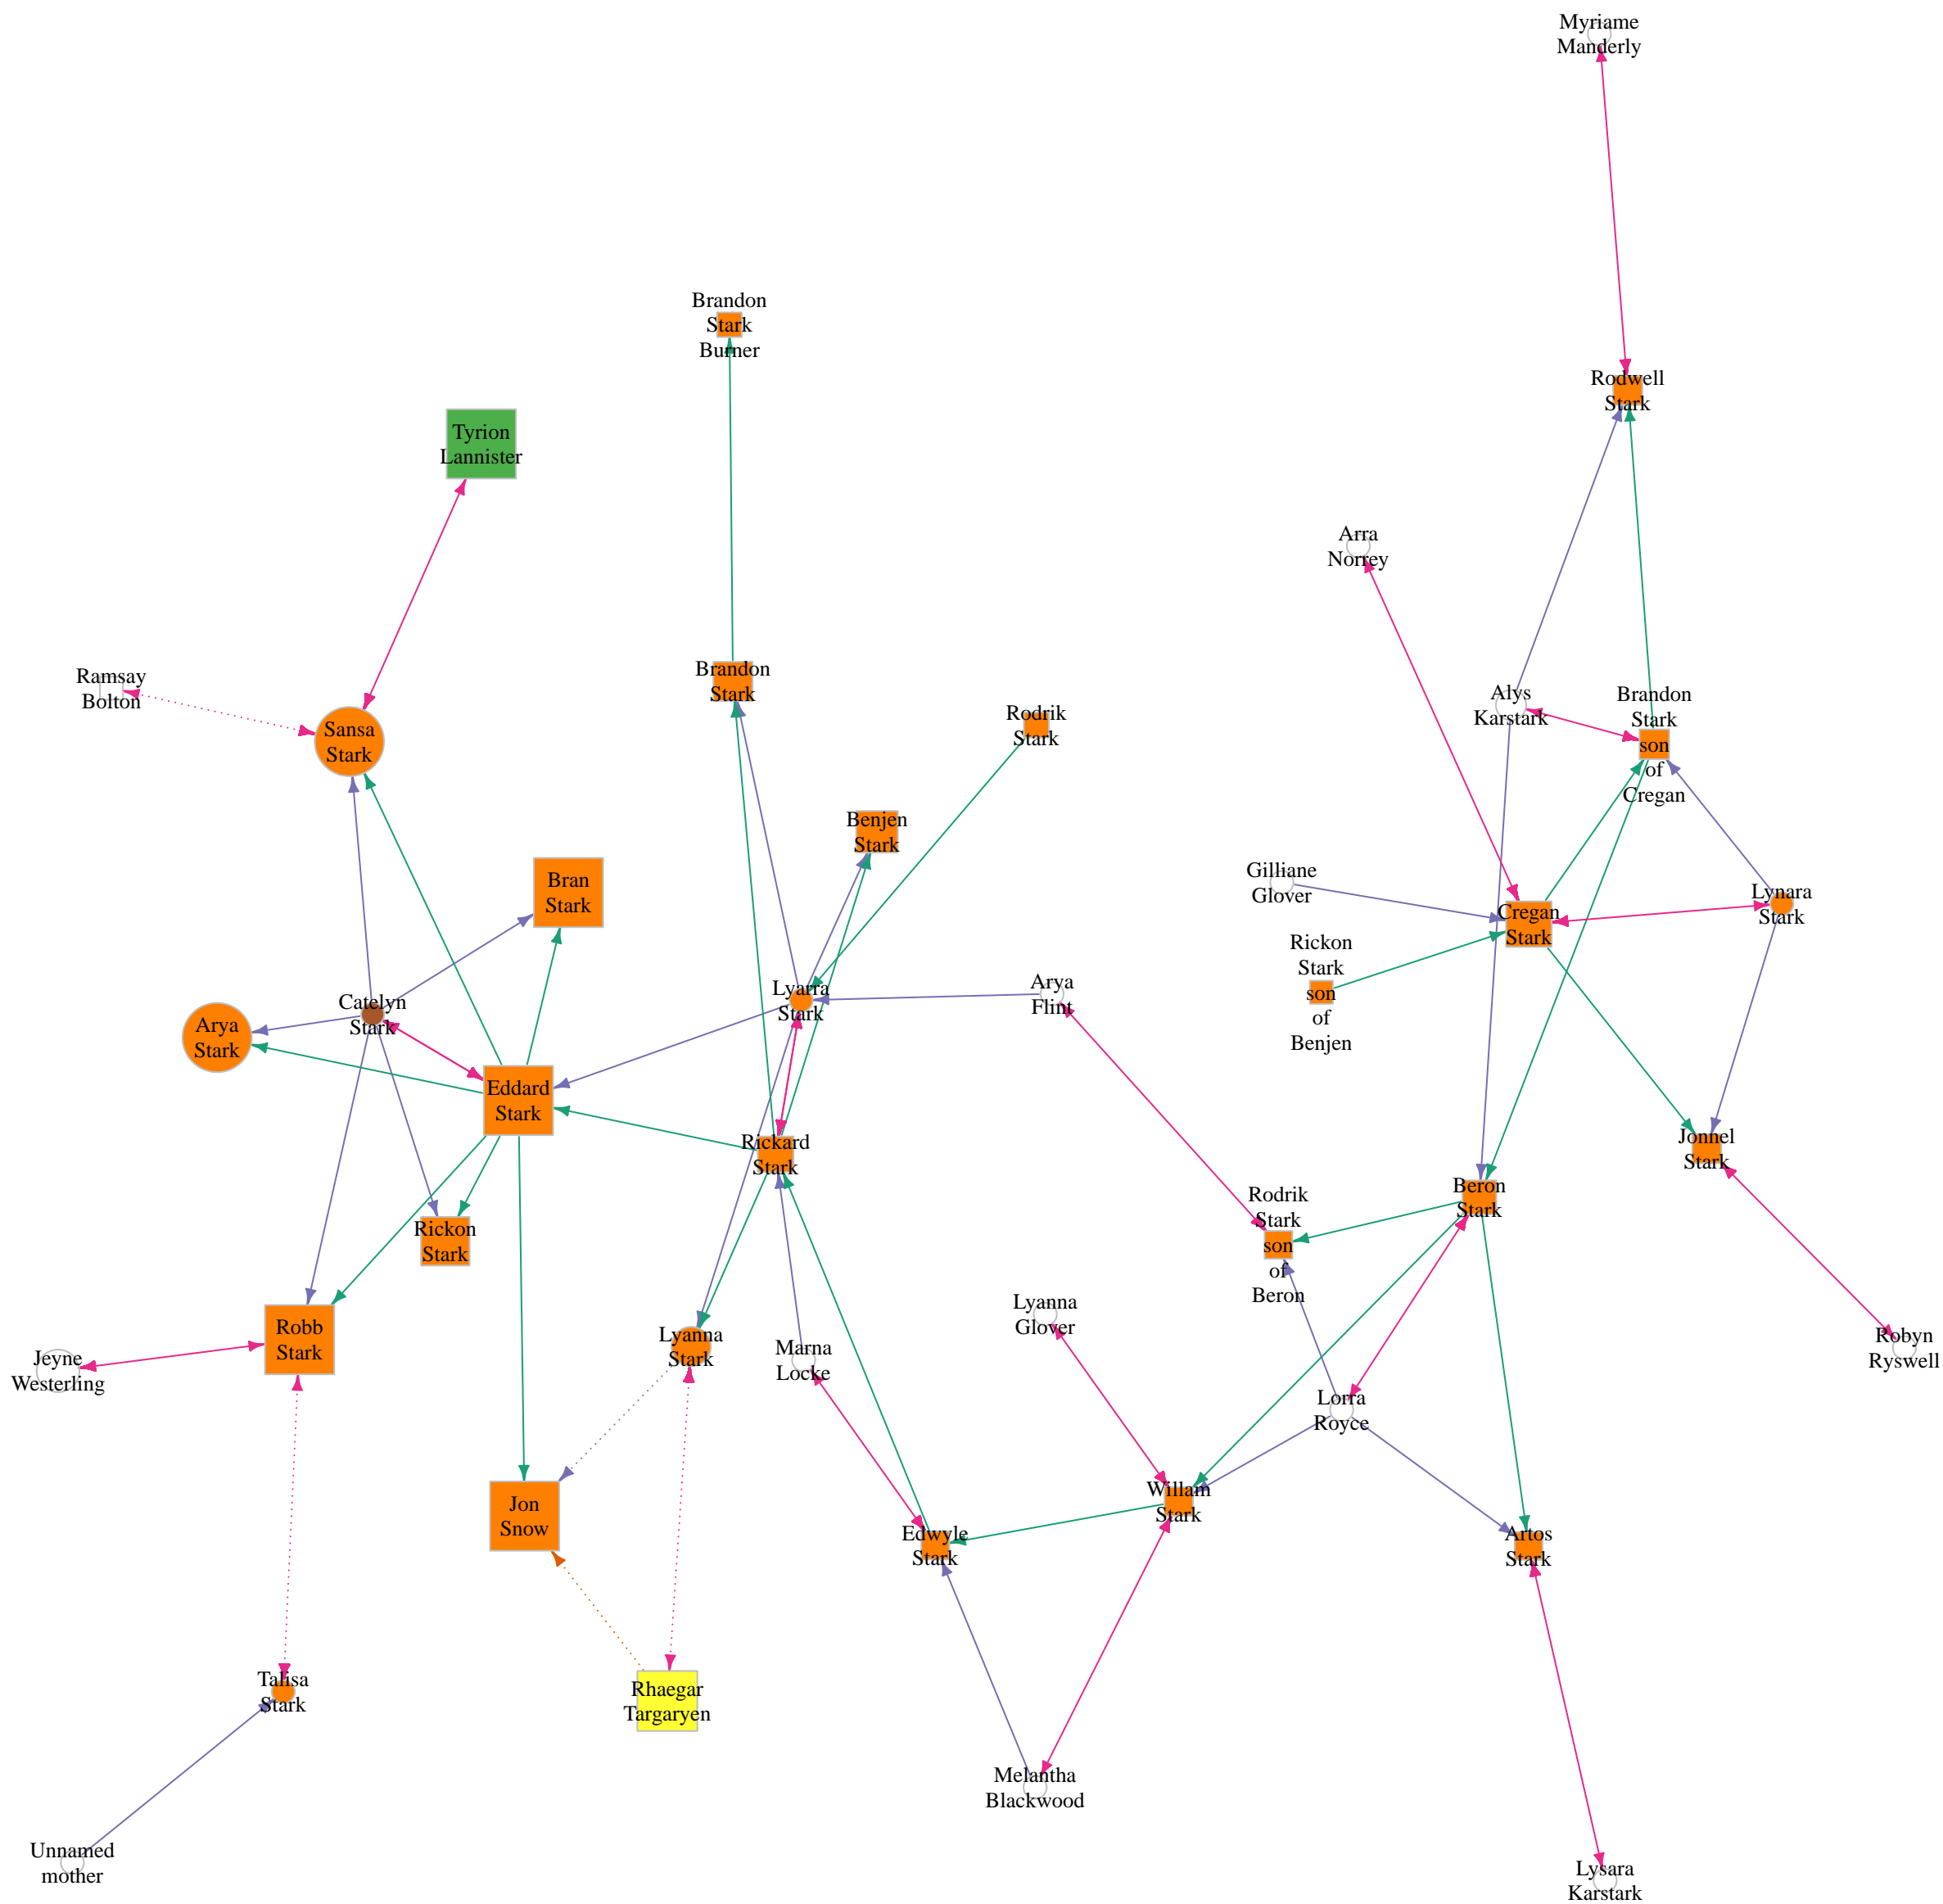 Myriame
Manderly
Brandon
Stark
Burner
Rodwell
Stark
Tyrion
Lannister
Arra
Norrey
Ramsay
Bolton
Brandon
Stark
Alys
Karstark
Brandon
Stark
son
of
Cregan
Sansa
Stark
Rodrik
Stark
Benjen
Stark
Bran
Stark
Gilliane
Glover
Lynara
Stark
Cregan
Stark
Rickon
Stark
son
of
Benjen
Lyarra
Stark
Arya
Flint
Catelyn
Stark
Arya
Stark
Eddard
Stark
Rickard
Stark
Jonnel
Stark
Beron
Stark
Rodrik
Stark
son
of
Beron
Rickon
Stark
Lyanna
Glover
Robb
Stark
Lyanna
Stark
Marna
Locke
Robyn
Ryswell
Jeyne
Westerling
Lorra
Royce
Jon
Snow
Willam
Stark
Edwyle
Stark
Artos
Stark
Talisa
Stark
Rhaegar
Targaryen
Melantha
Blackwood
Unnamed
mother
Lysara
Karstark